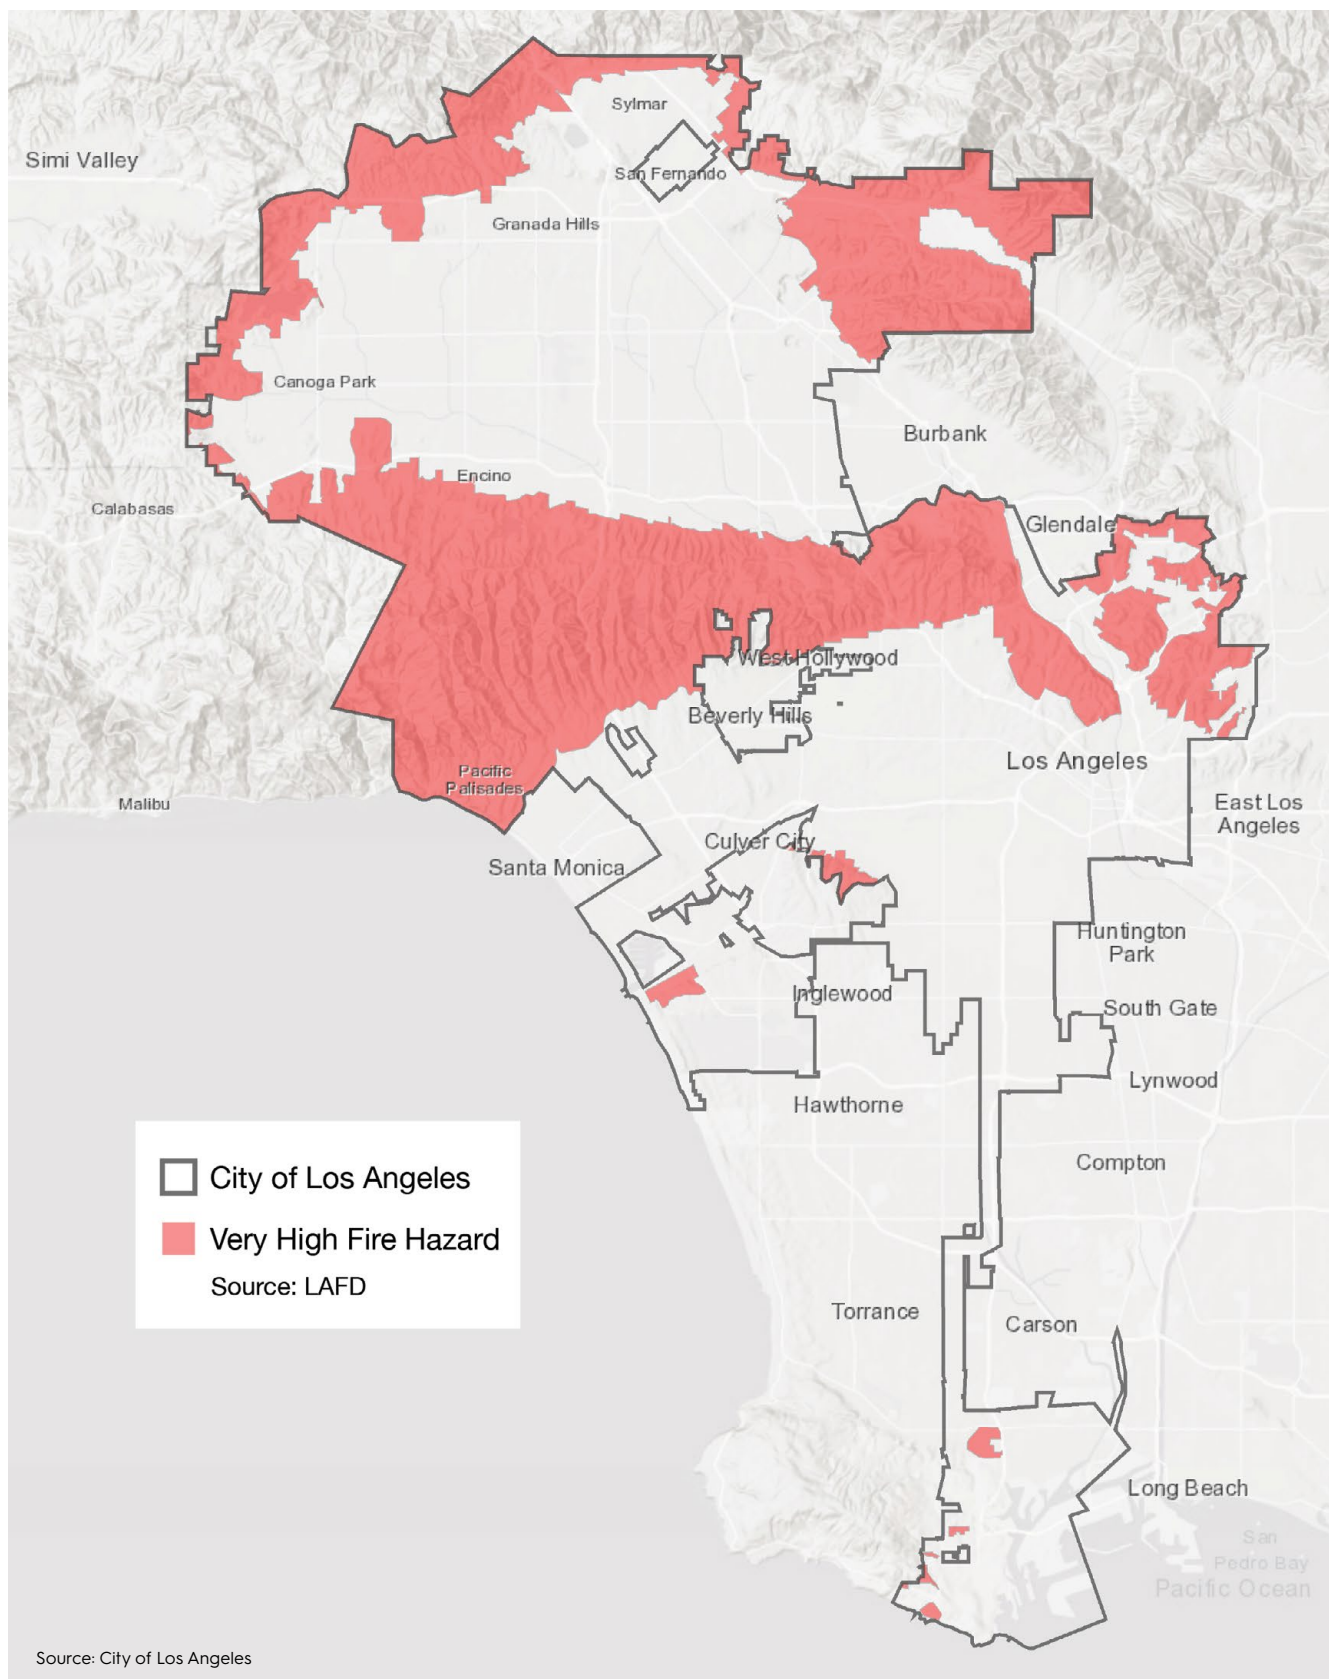 Sylmar
Simi Valley
San Fernando
Granada Hills
Canoga Park
Burbank
Encino
Calabasas
Glendale
West Hollywood
Beverly Hills
Los Angeles
Pacific
Palisades
Malibu
East Los
Angeles
Culver City
Santa Monica
Huntington
Park
Inglewood
South Gate
Lynwood
Hawthorne
Compton
City of Los Angeles
Very High Fire Hazard
Source: LAFD
Torrance
Carson
Long Beach
San
Pedro Bay
Pacific Ocean
Source: City of Los Angeles